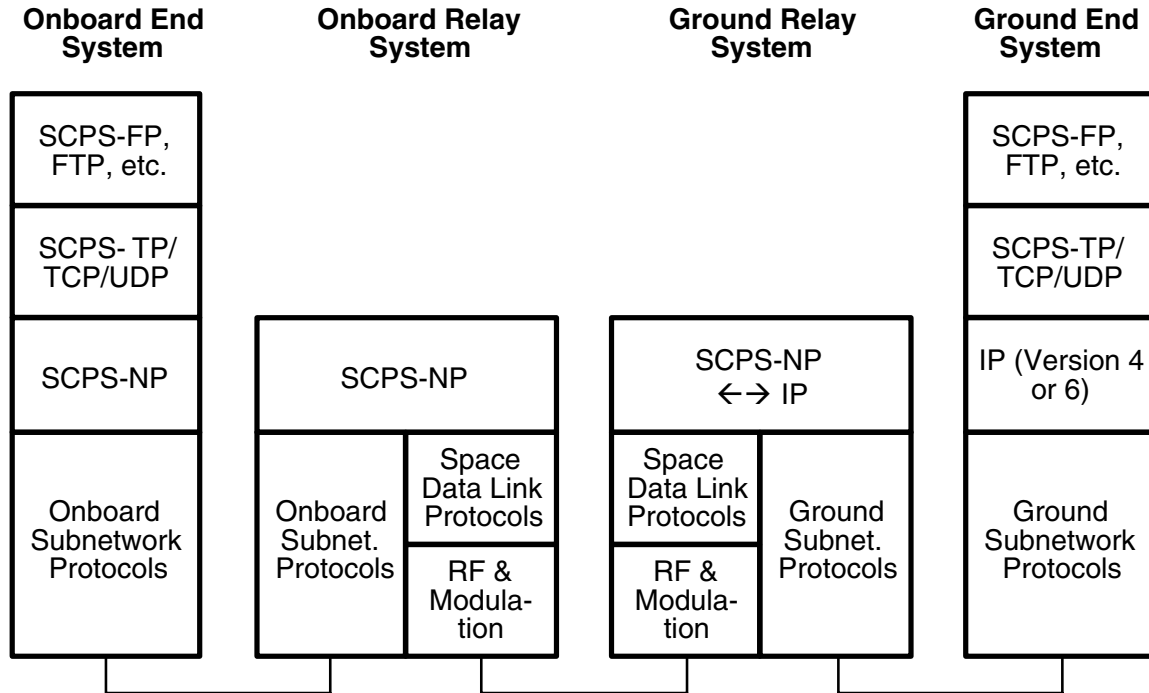 Onboard End
System
Onboard Relay
System
Ground Relay
System
Ground End
System
SCPS-FP,
FTP, etc.
SCPS- TP/
TCP/UDP
SCPS-NP
Onboard
Subnetwork
Protocols
SCPS-NP
Onboard
Subnet.
Protocols
Space
Data Link
Protocols
RF &
Modula-
tion
SCPS-NP
←→ IP
Space
Data Link
Protocols
RF &
Modula-
tion
Ground
Subnet.
Protocols
SCPS-FP,
FTP, etc.
SCPS-TP/
TCP/UDP
IP (Version 4
or 6)
Ground
Subnetwork
Protocols